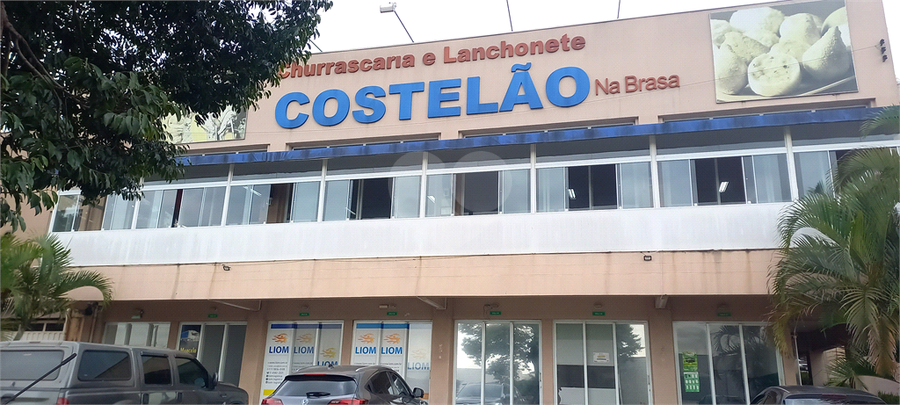 Churrascaria e Lanchonete
COSTELÃO Na Brasa
LIOM
LIOM
LIOM
LIOM
LIOM